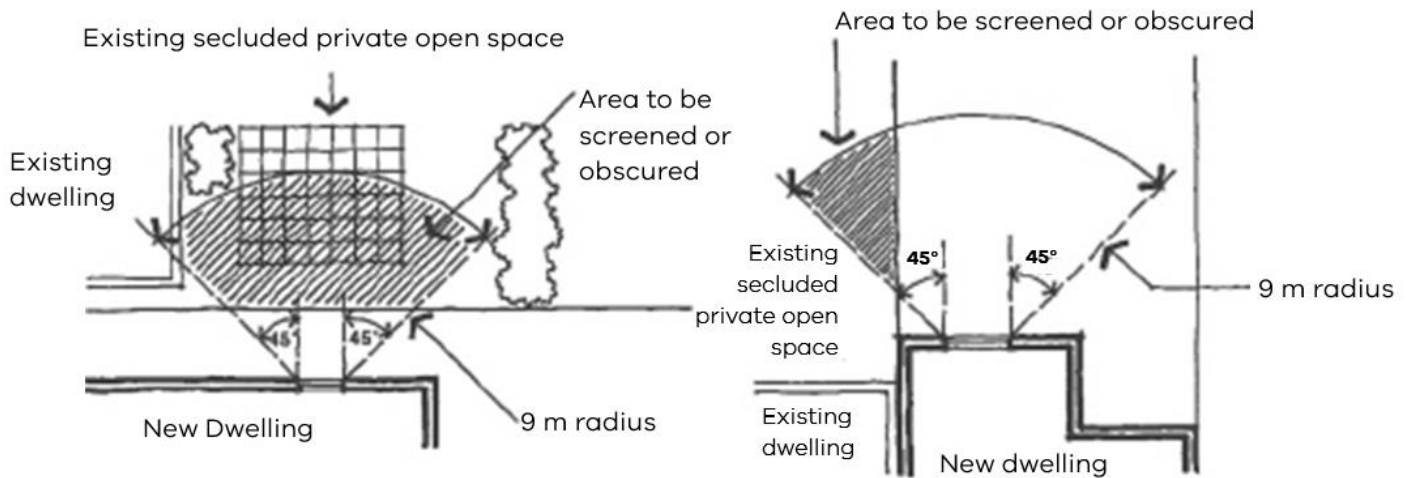 Existing secluded private open space
Area to be
screened or
obscured
Existing
dwelling
45°
45°
New Dwelling
9 m radius
Area to be screened or obscured
45°
45°
Existing
secluded
private open
space
9 m radius
Existing
dwelling
New dwelling